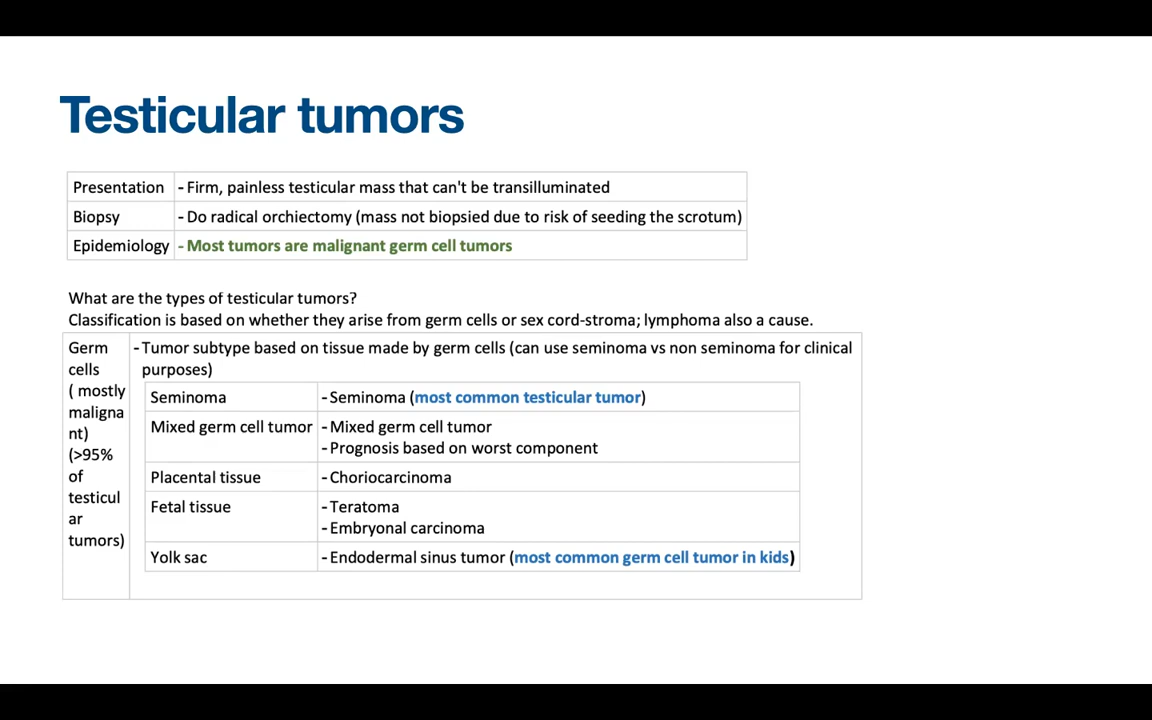 Testicular tumors
Presentation - Firm, painless testicular mass that can't be transilluminated
Biopsy - Do radical orchiectomy (mass not biopsied due to risk of seeding the scrotum)
Epidemiology - Most tumors are malignant germ cell tumors
What are the types of testicular tumors?
Classification is based on whether they arise from germ cells or sex cord-stroma; lymphoma also a cause.
Germ
cells
( mostly
maligna
nt)
(>95%
of
testicul
ar
tumors)
- Tumor subtype based on tissue made by germ cells (can use seminoma vs non seminoma for clinical
purposes)
Seminoma - Seminoma (most common testicular tumor)
Mixed germ cell tumor - Mixed germ cell tumor
- Prognosis based on worst component
Placental tissue - Choriocarcinoma
Fetal tissue - Teratoma
- Embryonal carcinoma
Yolk sac - Endodermal sinus tumor (most common germ cell tumor in kids)